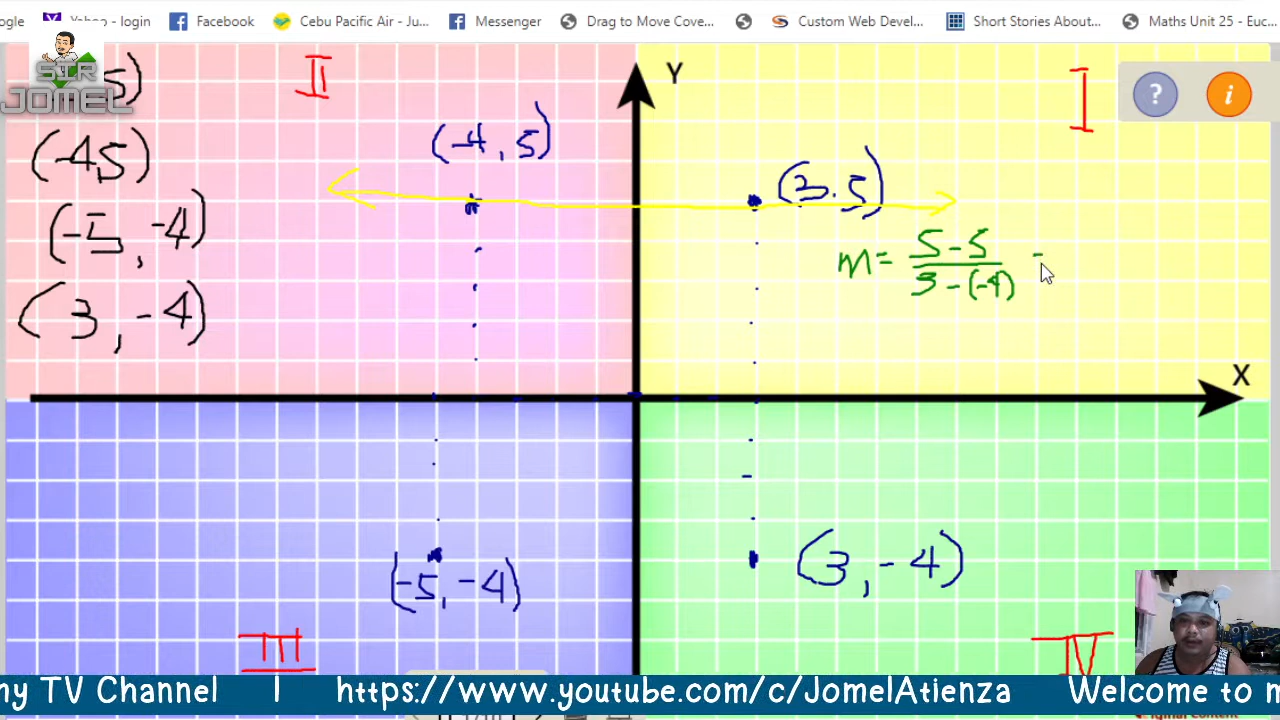 Yahoo - login Facebook Cebu Pacific Air - Ju... Messenger Drag to Move Cove... Custom Web Devel... Short Stories About... Maths Unit 25 - Euc...
SIR
JOMEL
5)
(-4 5)
(-5, -4)
(3, -4)
II
Y
I
? i
(-4, 5)
(3.5)
m = 5 - 5
3 - (-4)
-
X
(-5, -4)
(3, -4)
III
IV
ny TV Channel | https://www.youtube.com/c/JomelAtienza Welcome to m